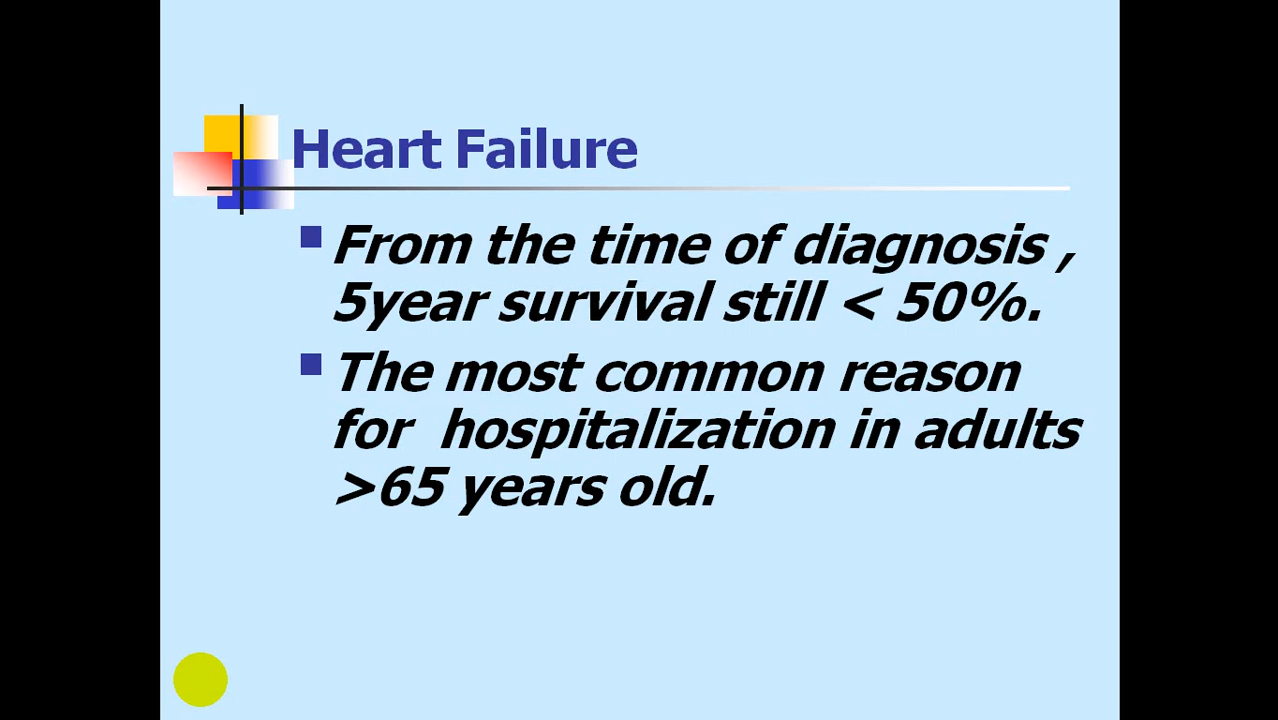 Heart Failure
From the time of diagnosis ,
5year survival still < 50%.
The most common reason
for  hospitalization in adults
>65 years old.